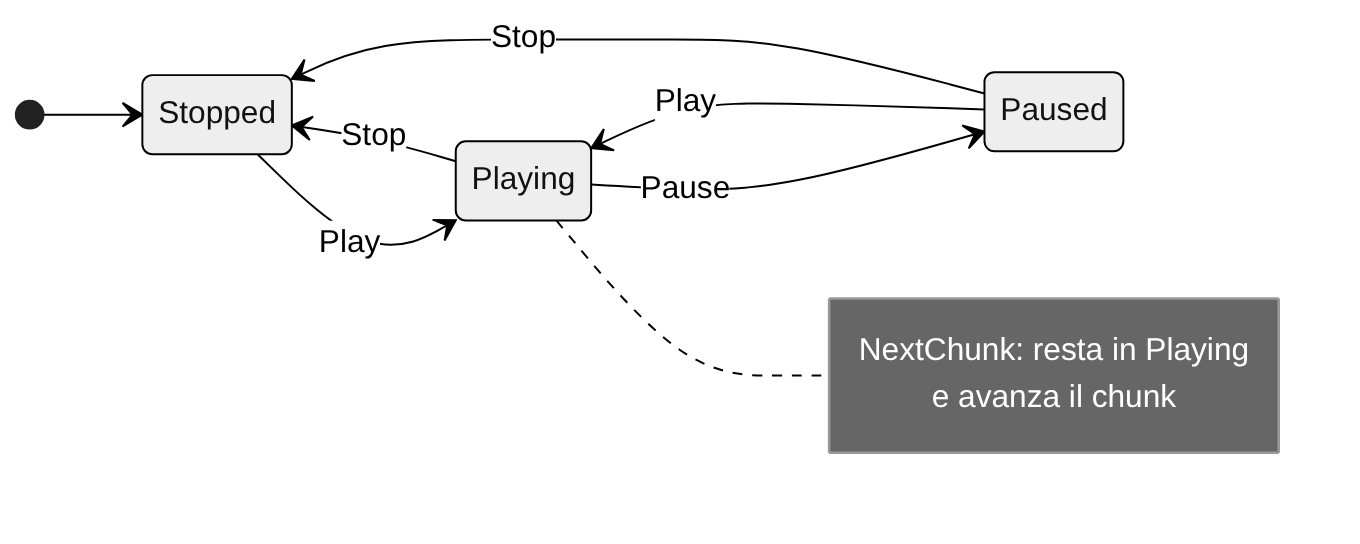 Stop
Stopped
Play
Paused
Stop
Playing
Pause
Play
NextChunk: resta in Playing
e avanza il chunk